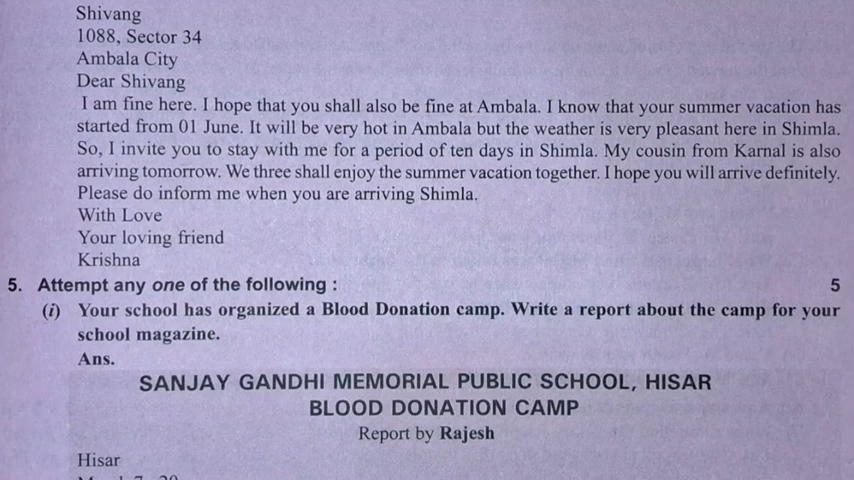 Shivang
1088, Sector 34
Ambala City
Dear Shivang
I am fine here. I hope that you shall also be fine at Ambala. I know that your summer vacation has
started from 01 June. It will be very hot in Ambala but the weather is very pleasant here in Shimla.
So, I invite you to stay with me for a period of ten days in Shimla. My cousin from Karnal is also
arriving tomorrow. We three shall enjoy the summer vacation together. I hope you will arrive definitely.
Please do inform me when you are arriving Shimla.
With Love
Your loving friend
Krishna
5. Attempt any one of the following : 5
(i) Your school has organized a Blood Donation camp. Write a report about the camp for your
school magazine.
Ans.
SANJAY GANDHI MEMORIAL PUBLIC SCHOOL, HISAR
BLOOD DONATION CAMP
Report by Rajesh
Hisar